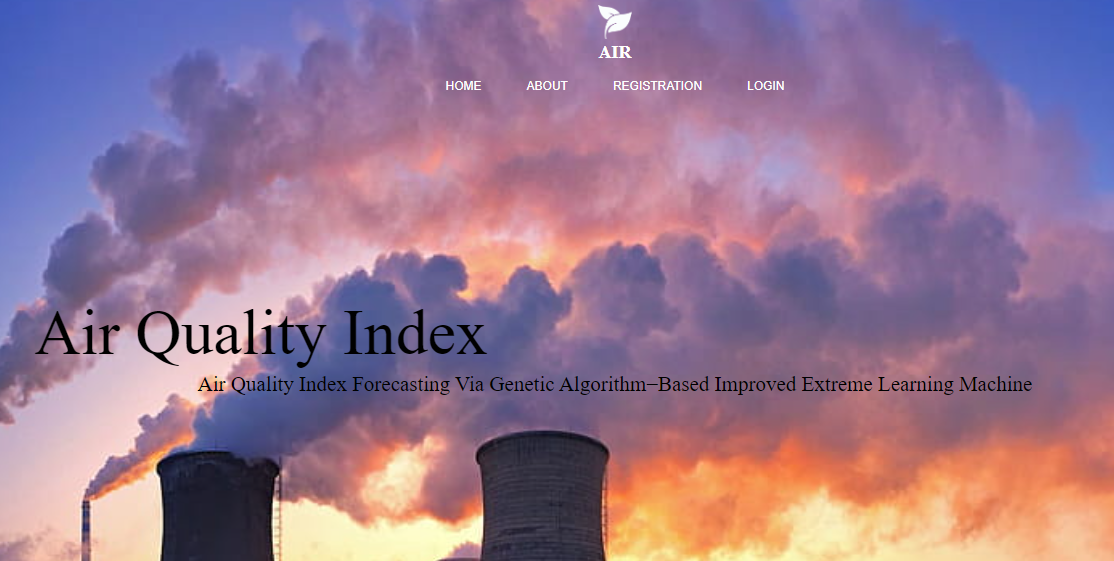 AIR
HOME ABOUT REGISTRATION LOGIN
Air Quality Index
Air Quality Index Forecasting Via Genetic Algorithm–Based Improved Extreme Learning Machine